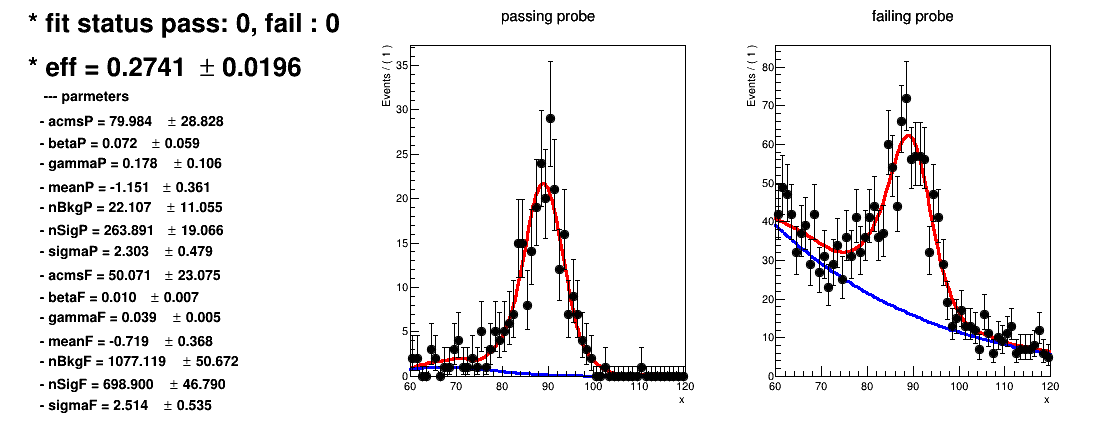 * fit status pass: 0, fail : 0
* eff = 0.2741 ± 0.0196
--- parmeters
- acmsP = 79.984 ± 28.828
- betaP = 0.072 ± 0.059
- gammaP = 0.178 ± 0.106
- meanP = -1.151 ± 0.361
- nBkgP = 22.107 ± 11.055
- nSigP = 263.891 ± 19.066
- sigmaP = 2.303 ± 0.479
- acmsF = 50.071 ± 23.075
- betaF = 0.010 ± 0.007
- gammaF = 0.039 ± 0.005
- meanF = -0.719 ± 0.368
- nBkgF = 1077.119 ± 50.672
- nSigF = 698.900 ± 46.790
- sigmaF = 2.514 ± 0.535
passing probe
Events / ( 1 )
35
30
25
20
15
10
5
0
60 70 80 90 100 110 120
x
failing probe
Events / ( 1 )
80
70
60
50
40
30
20
10
0
60 70 80 90 100 110 120
x